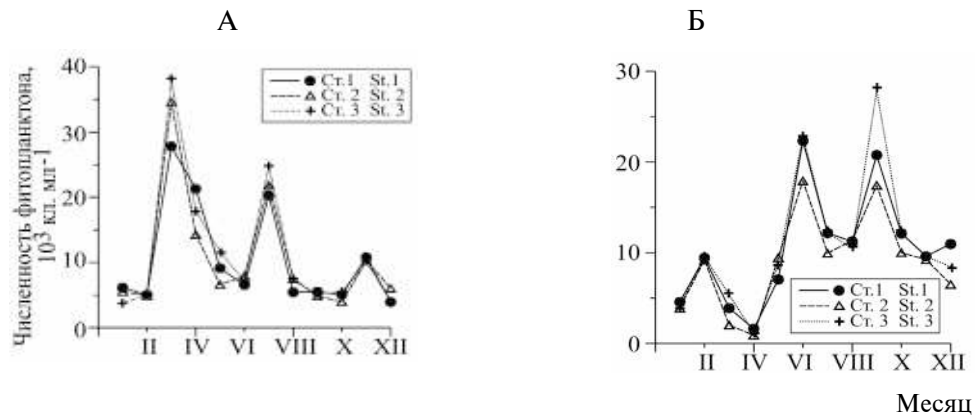 А
Б
Численность фитопланктона,
10³ кл. мл⁻¹
40
30
20
10
0
II IV VI VIII X XII
Ст.1 St.1
Ст. 2 St. 2
Ст. 3 St. 3
30
20
10
0
II IV VI VIII X XII
Ст.1 St.1
Ст. 2 St. 2
Ст. 3 St. 3
Месяц